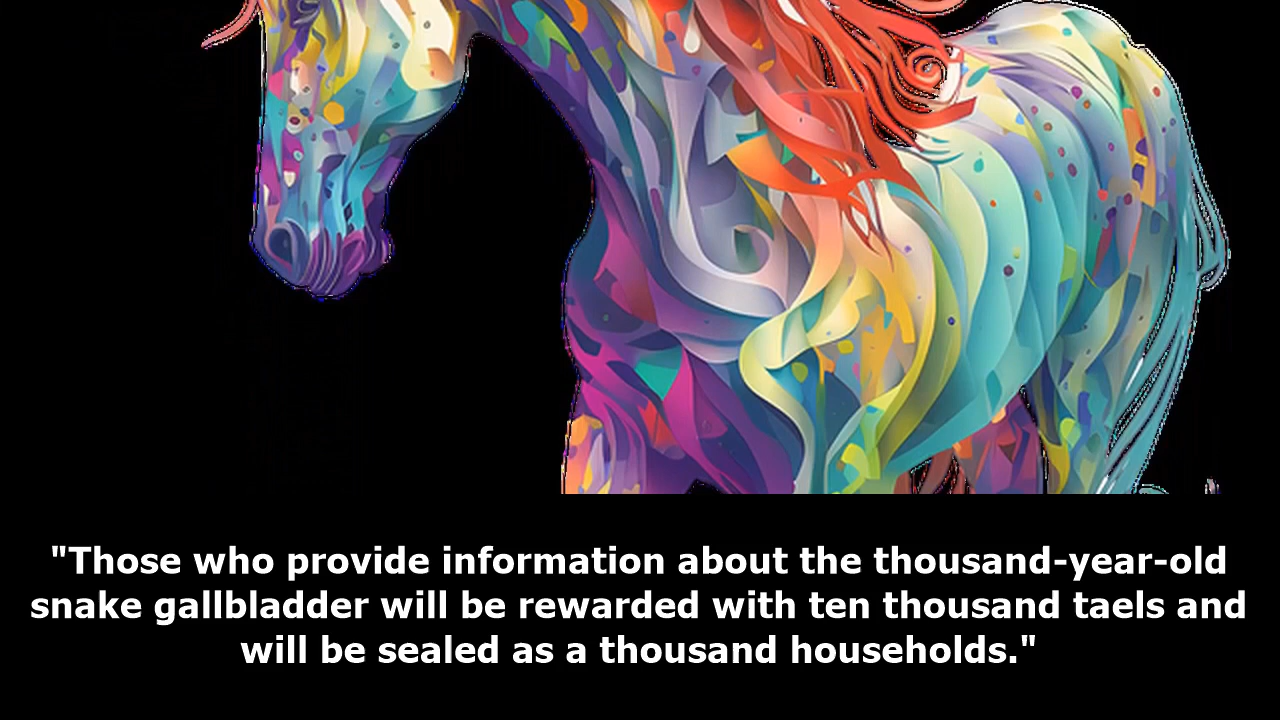 "Those who provide information about the thousand-year-old
snake gallbladder will be rewarded with ten thousand taels and
will be sealed as a thousand households."